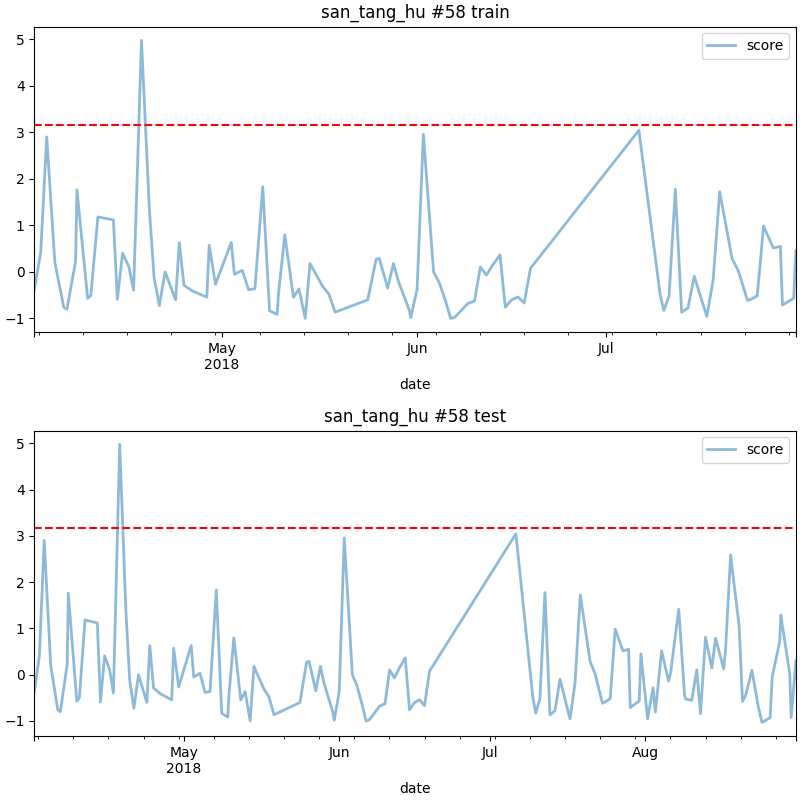 san_tang_hu #58 train
score
5
4
3
2
1
0
−1
May
2018
Jun
Jul
date
san_tang_hu #58 test
score
5
4
3
2
1
0
−1
May
2018
Jun
Jul
Aug
date